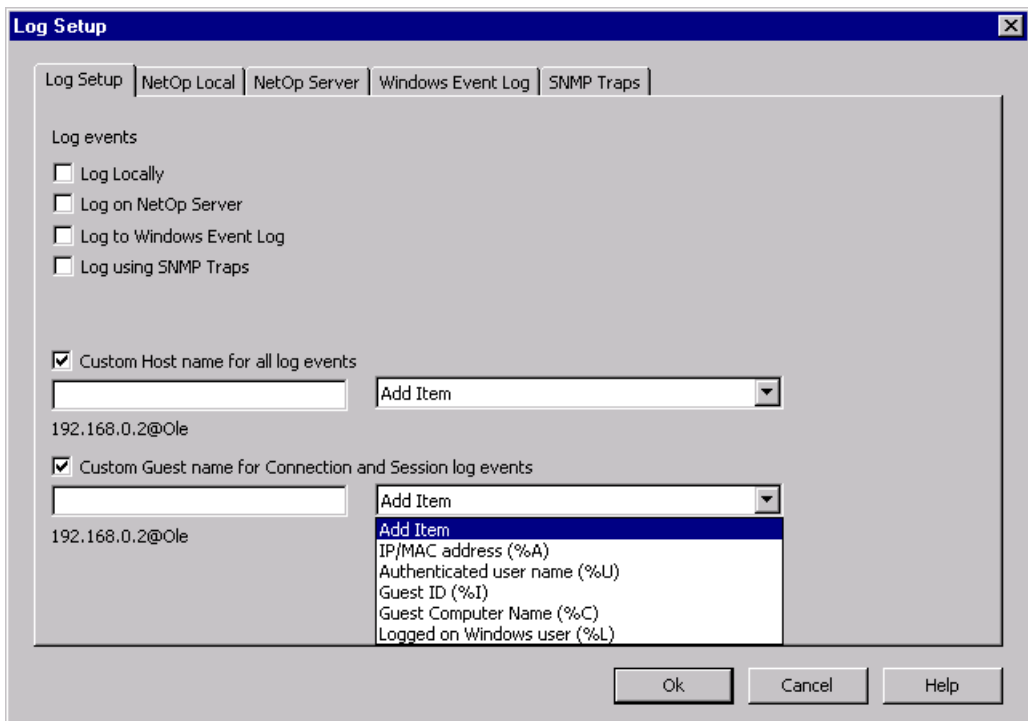 Log Setup
Log Setup NetOp Local NetOp Server Windows Event Log SNMP Traps
Log events
Log Locally
Log on NetOp Server
Log to Windows Event Log
Log using SNMP Traps
Custom Host name for all log events
Add Item
192.168.0.2@Ole
Custom Guest name for Connection and Session log events
Add Item
192.168.0.2@Ole
Add Item
IP/MAC address (%A)
Authenticated user name (%U)
Guest ID (%I)
Guest Computer Name (%C)
Logged on Windows user (%L)
Ok Cancel Help